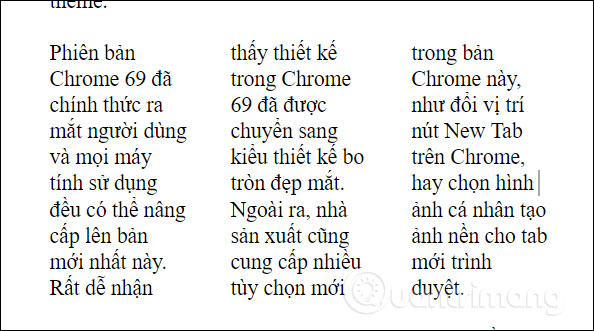 theme.
Phiên bản
Chrome 69 đã
chính thức ra
mắt người dùng
và mọi máy
tính sử dụng
đều có thể nâng
cấp lên bản
mới nhất này.
Rất dễ nhận
thấy thiết kế
trong Chrome
69 đã được
chuyển sang
kiểu thiết kế bo
tròn đẹp mắt.
Ngoài ra, nhà
sản xuất cũng
cung cấp nhiều
tùy chọn mới
trong bản
Chrome này,
như đổi vị trí
nút New Tab
trên Chrome,
hay chọn hình
ảnh cá nhân tạo
ảnh nền cho tab
mới trình
duyệt.
Quantrimang